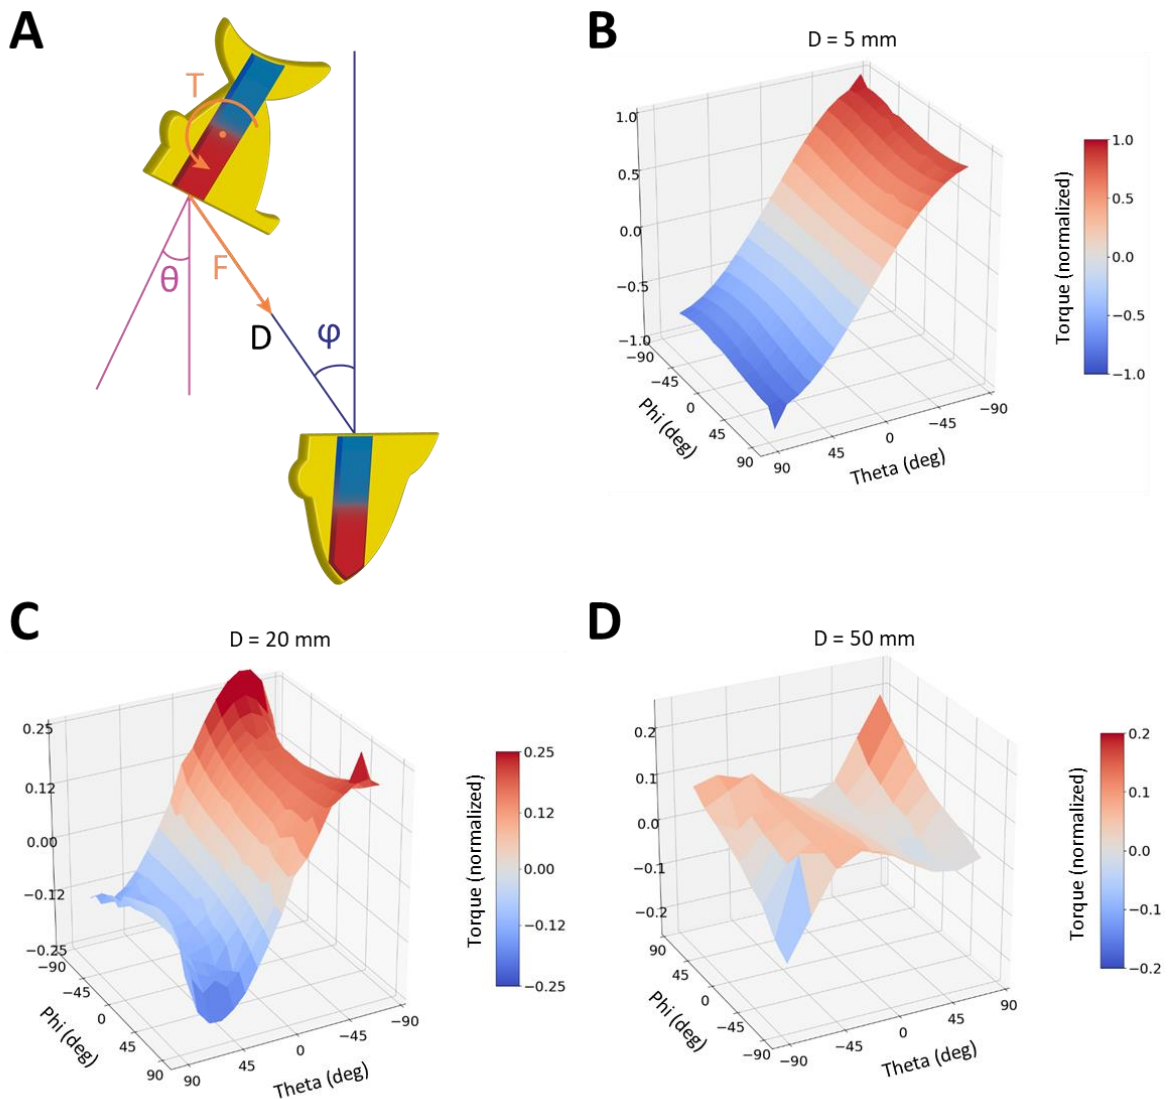 A
T
θ
F
D
φ
B
D = 5 mm
1.0
0.5
0.0
−0.5
−1.0
−90
−45
0
45
90
Phi (deg)
90
45
0
−45
−90
Theta (deg)
Torque (normalized)
1.0
0.5
0.0
−0.5
−1.0
C
D = 20 mm
0.25
0.12
0.00
−0.12
−0.25
−90
−45
0
45
90
Phi (deg)
90
45
0
−45
−90
Theta (deg)
Torque (normalized)
0.25
0.12
0.00
−0.12
−0.25
D
D = 50 mm
0.2
0.1
0.0
−0.1
−0.2
90
45
0
−45
−90
Phi (deg)
−90
−45
0
45
90
Theta (deg)
Torque (normalized)
0.2
0.1
0.0
−0.1
−0.2